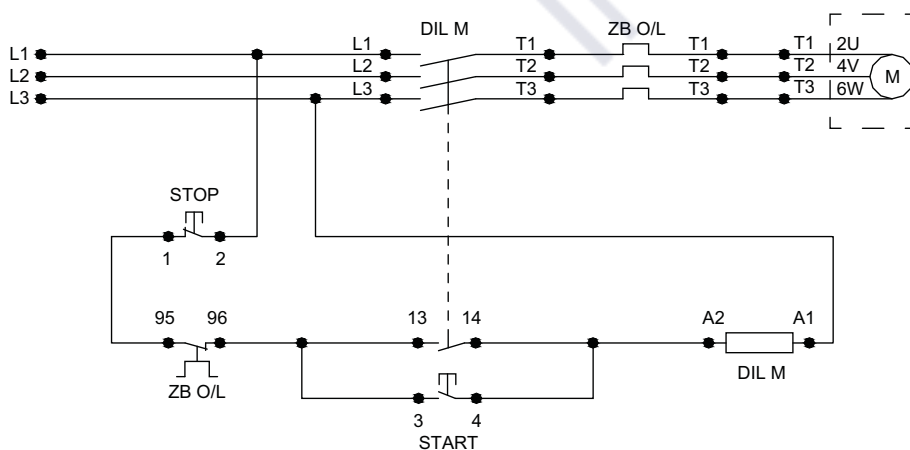 DIL M
ZB O/L
L1 L1 T1 T1 T1 2U
L2 L2 T2 T2 T2 4V
M
L3 L3 T3 T3 T3 6W
STOP
1 2
95 96 13 14 A2 A1
ZB O/L
DIL M
3 4
START